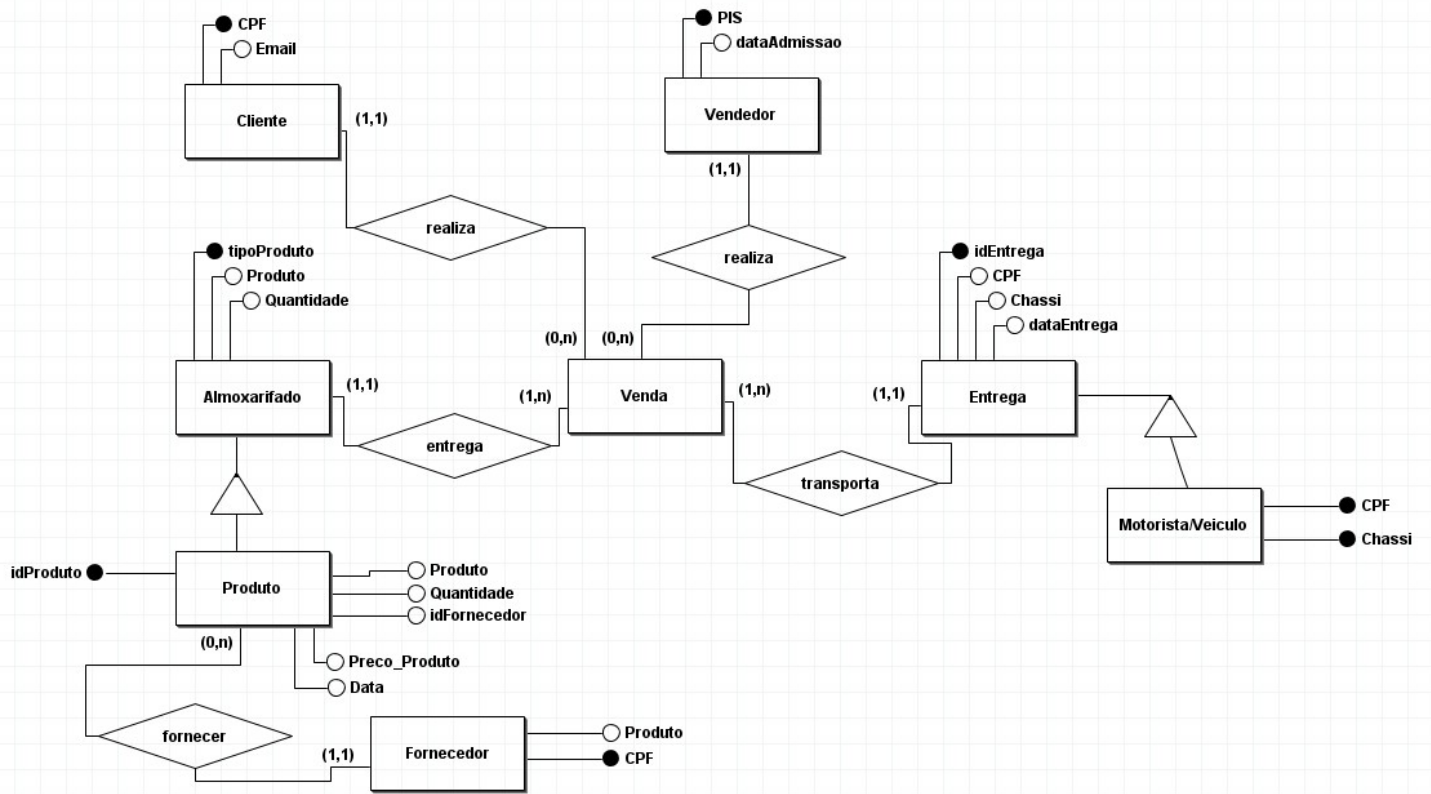 CPF
Email
Cliente
(1,1)
PIS
dataAdmissao
Vendedor
(1,1)
realiza
realiza
tipoProduto
Produto
Quantidade
Almoxarifado
(1,1)
entrega
(0,n)
(0,n)
(1,n)
Venda
(1,n)
transporta
idEntrega
CPF
Chassi
dataEntrega
(1,1)
Entrega
Motorista/Veiculo
CPF
Chassi
idProduto
Produto
Produto
Quantidade
idFornecedor
(0,n)
Preco_Produto
Data
fornecer
(1,1)
Fornecedor
Produto
CPF